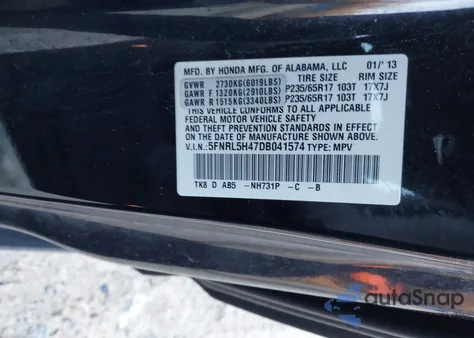 MFD. BY HONDA MFG. OF ALABAMA, LLC 01/'13
TIRE SIZE RIM SIZE
GVWR 2730KG(6019LBS)
GAWR F 1320KG(2910LBS) P235/65R17 103T 17X7J
GAWR R 1515KG(3340LBS) P235/65R17 103T 17X7J
THIS VEHICLE CONFORMS TO ALL APPLICABLE
FEDERAL MOTOR VEHICLE SAFETY AND
THEFT PREVENTION STANDARDS IN EFFECT ON
THE DATE OF MANUFACTURE SHOWN ABOVE.
V.I.N.: 5FNRL5H47DB041574 TYPE: MPV
TK8 D AB5 -NH731P -C -B
autoSnap